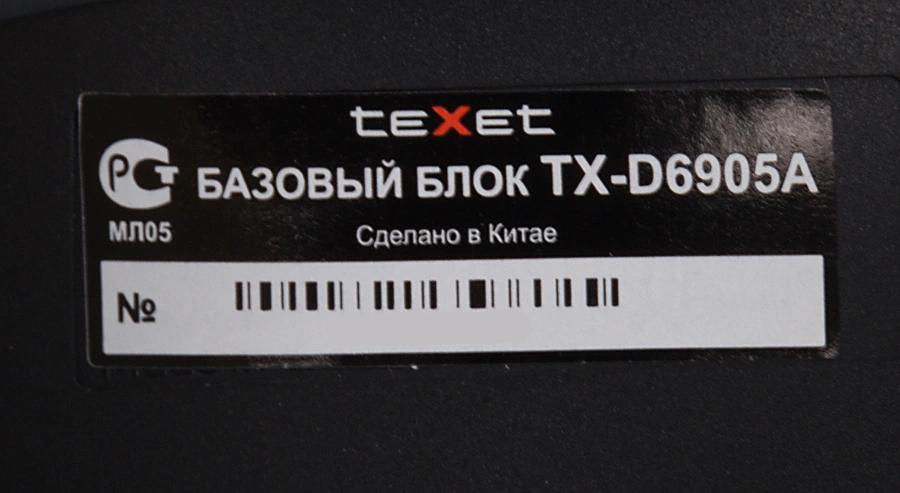 teXet
РСТ БАЗОВЫЙ БЛОК TX-D6905A
МЛ05
Сделано в Китае
№